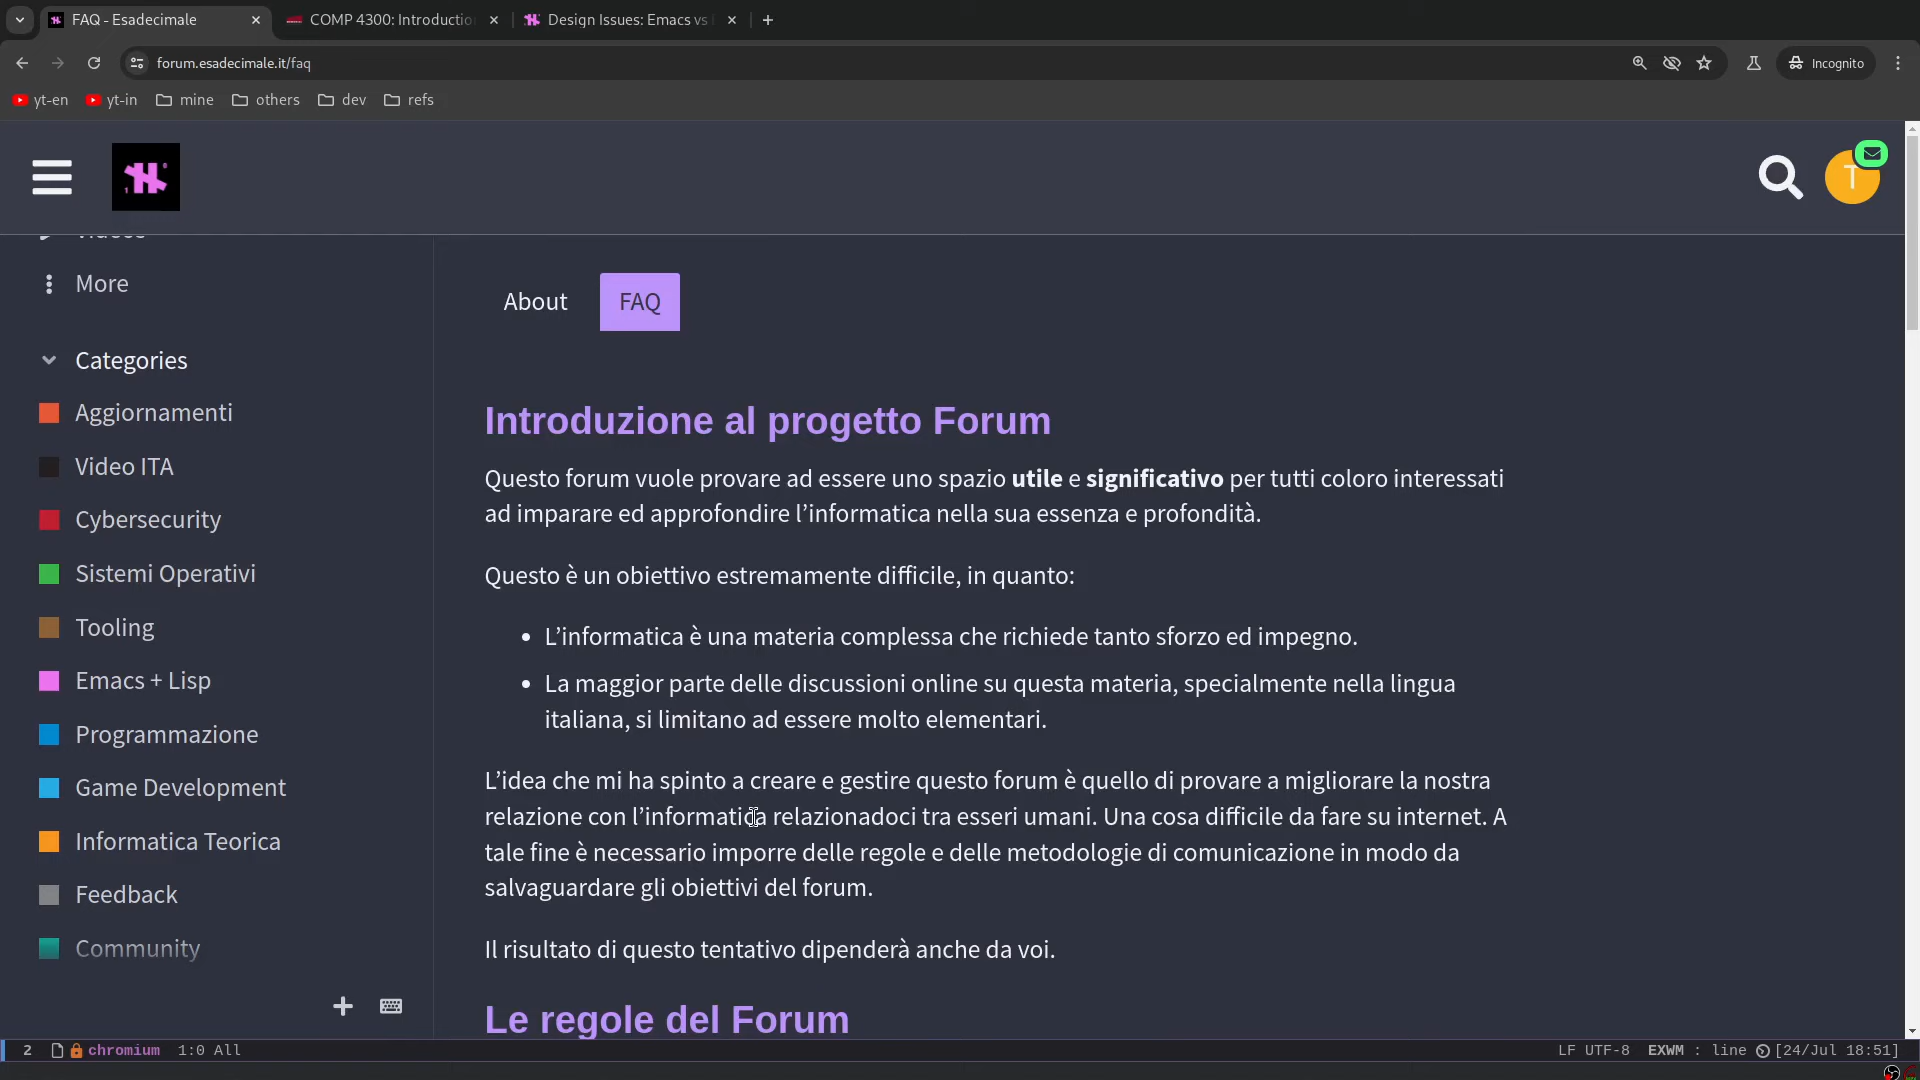 FAQ - Esadecimale
COMP 4300: Introductio
Design Issues: Emacs vs
forum.esadecimale.it/faq
Incognito
yt-en
yt-in
mine
others
dev
refs
T
More
Categories
Aggiornamenti
Video ITA
Cybersecurity
Sistemi Operativi
Tooling
Emacs + Lisp
Programmazione
Game Development
Informatica Teorica
Feedback
Community
About
FAQ
Introduzione al progetto Forum
Questo forum vuole provare ad essere uno spazio utile e significativo per tutti coloro interessati
ad imparare ed approfondire l’informatica nella sua essenza e profondità.
Questo è un obiettivo estremamente difficile, in quanto:
• L’informatica è una materia complessa che richiede tanto sforzo ed impegno.
• La maggior parte delle discussioni online su questa materia, specialmente nella lingua
italiana, si limitano ad essere molto elementari.
L’idea che mi ha spinto a creare e gestire questo forum è quello di provare a migliorare la nostra
relazione con l’informatica relazionadoci tra esseri umani. Una cosa difficile da fare su internet. A
tale fine è necessario imporre delle regole e delle metodologie di comunicazione in modo da
salvaguardare gli obiettivi del forum.
Il risultato di questo tentativo dipenderà anche da voi.
Le regole del Forum
2 chromium 1:0 All
LF UTF-8 EXWM : line [24/Jul 18:51]